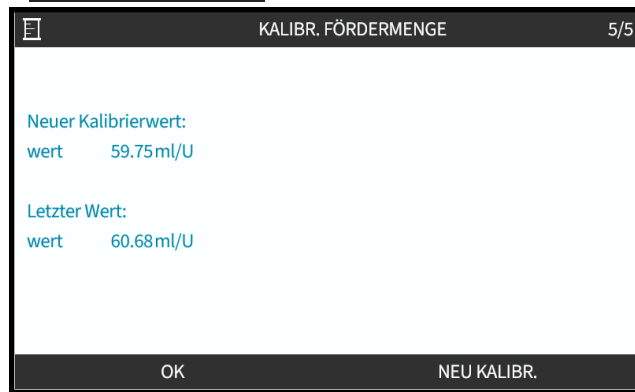 KALIBR. FÖRDERMENGE 5/5
Neuer Kalibrierwert:
wert 59.75 ml/U
Letzter Wert:
wert 60.68 ml/U
OK NEU KALIBR.